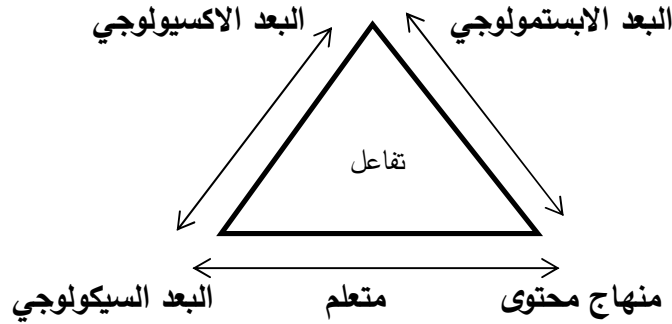 البعد الابستمولوجي
البعد الاكسيولوجي
تفاعل
منهاج محتوى
متعلم
البعد السيكولوجي